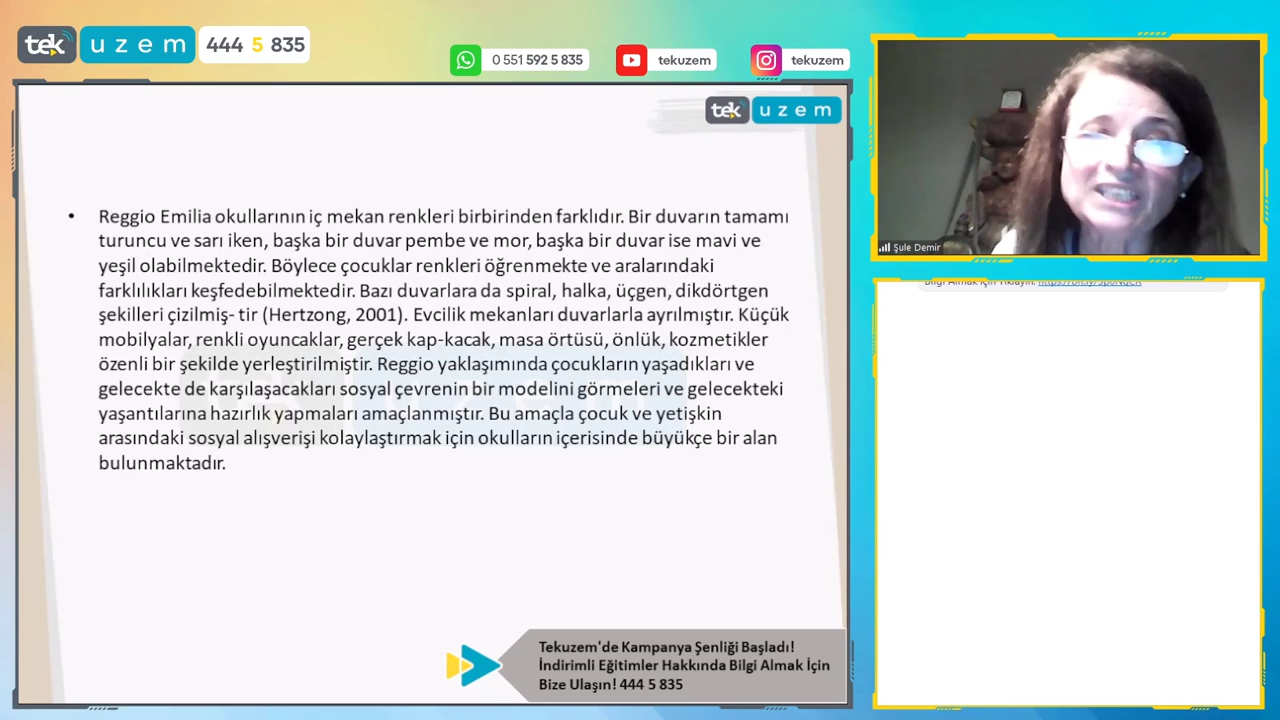 tek uzem 444 5 835
0 551 592 5 835
tekuzem
tekuzem
tek uzem
• Reggio Emilia okullarının iç mekan renkleri birbirinden farklıdır. Bir duvarın tamamı
turuncu ve sarı iken, başka bir duvar pembe ve mor, başka bir duvar ise mavi ve
yeşil olabilmektedir. Böylece çocuklar renkleri öğrenmekte ve aralarındaki
farklılıkları keşfedebilmektedir. Bazı duvarlara da spiral, halka, üçgen, dikdörtgen
şekilleri çizilmiş- tir (Hertzong, 2001). Evcilik mekanları duvarlarla ayrılmıştır. Küçük
mobilyalar, renkli oyuncaklar, gerçek kap-kacak, masa örtüsü, önlük, kozmetikler
özenli bir şekilde yerleştirilmiştir. Reggio yaklaşımında çocukların yaşadıkları ve
gelecekte de karşılaşacakları sosyal çevrenin bir modelini görmeleri ve gelecekteki
yaşantılarına hazırlık yapmaları amaçlanmıştır. Bu amaçla çocuk ve yetişkin
arasındaki sosyal alışverişi kolaylaştırmak için okulların içerisinde büyükçe bir alan
bulunmaktadır.
Tekuzem'de Kampanya Şenliği Başladı!
İndirimli Eğitimler Hakkında Bilgi Almak İçin
Bize Ulaşın! 444 5 835
Şule Demir
Bilgi Almak İçin Tıklayın: